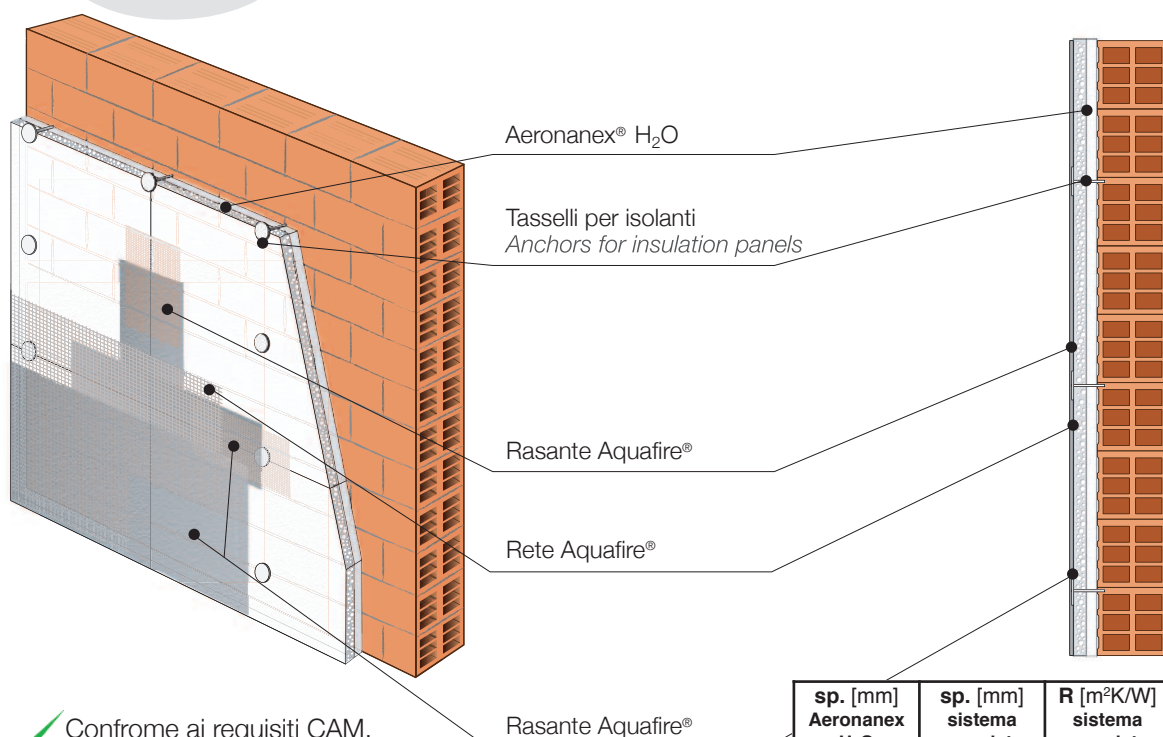 Aeronanex® H₂O
Tasselli per isolanti
Anchors for insulation panels
Rasante Aquafire®
Rete Aquafire®
Rasante Aquafire®
Confrome ai requisiti CAM.
sp. [mm] sp. [mm] R [m²K/W]
Aeronanex sistema sistema